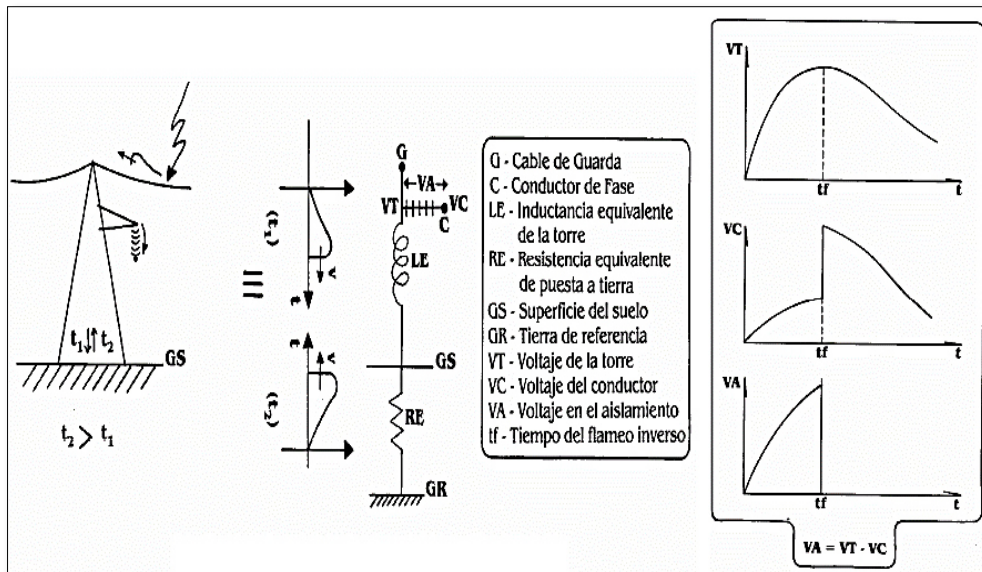 t₁ t₂
GS
t₂ > t₁
(t₁)
v
t
t
v
(t₂)
G
VA
VT
VC
C
LE
GS
RE
GR
G - Cable de Guarda
C - Conductor de Fase
LE - Inductancia equivalente
de la torre
RE - Resistencia equivalente
de puesta a tierra
GS - Superficie del suelo
GR - Tierra de referencia
VT - Voltaje de la torre
VC - Voltaje del conductor
VA - Voltaje en el aislamiento
tf - Tiempo del flameo inverso
VT
tf
t
VC
tf
t
VA
tf
t
VA = VT - VC